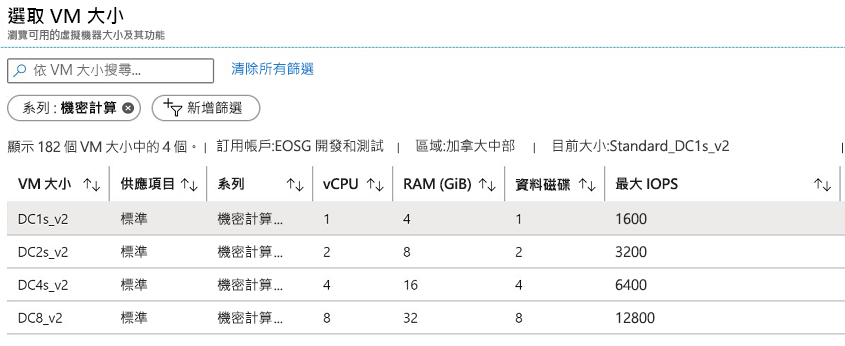 選取 VM 大小
瀏覽可用的虛擬機器大小及其功能
依 VM 大小搜尋... 清除所有篩選
系列 : 機密計算 新增篩選
顯示 182 個 VM 大小中的 4 個。 | 訂用帳戶:EOSG 開發和測試 | 區域:加拿大中部 | 目前大小:Standard_DC1s_v2 |
VM 大小 ↑↓ 供應項目 ↑↓ 系列 ↑↓ vCPU ↑↓ RAM (GiB) ↑↓ 資料磁碟 ↑↓ 最大 IOPS ↑↓
DC1s_v2 標準 機密計算... 1 4 1 1600
DC2s_v2 標準 機密計算... 2 8 2 3200
DC4s_v2 標準 機密計算... 4 16 4 6400
DC8_v2 標準 機密計算... 8 32 8 12800